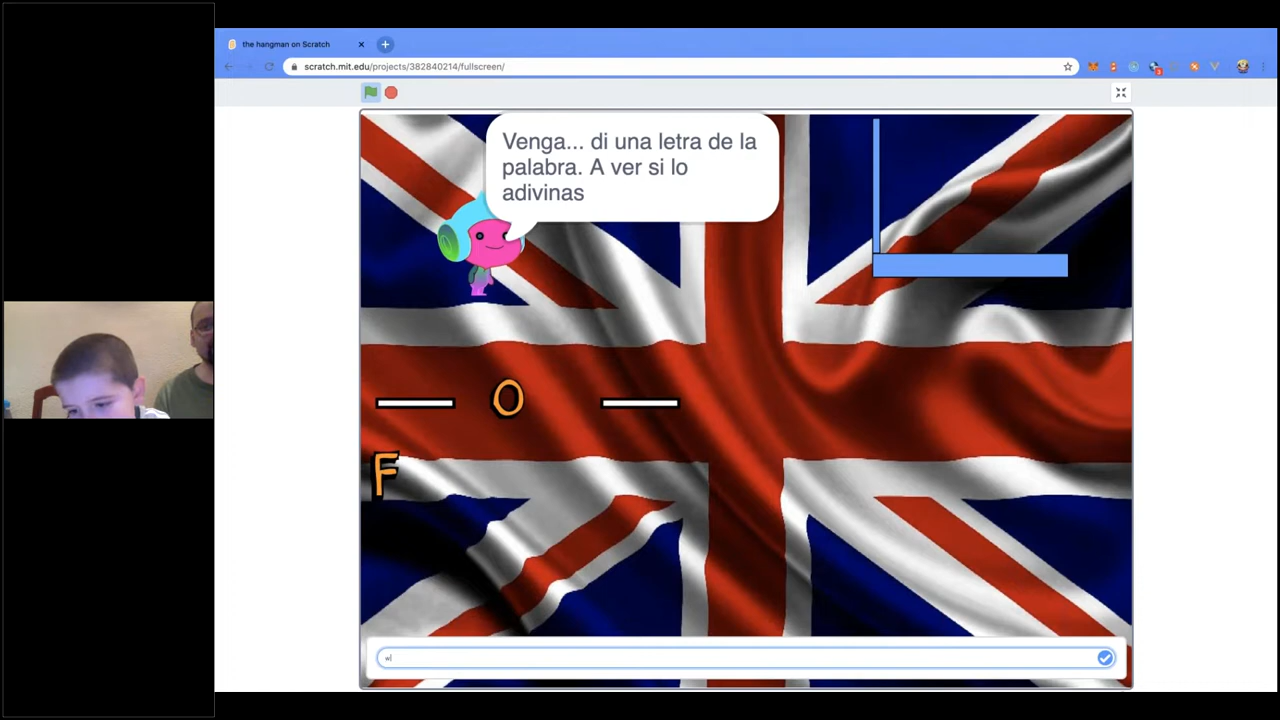 the hangman on Scratch
scratch.mit.edu/projects/382840214/fullscreen/
Venga... di una letra de la
palabra. A ver si lo
adivinas
O
F
w